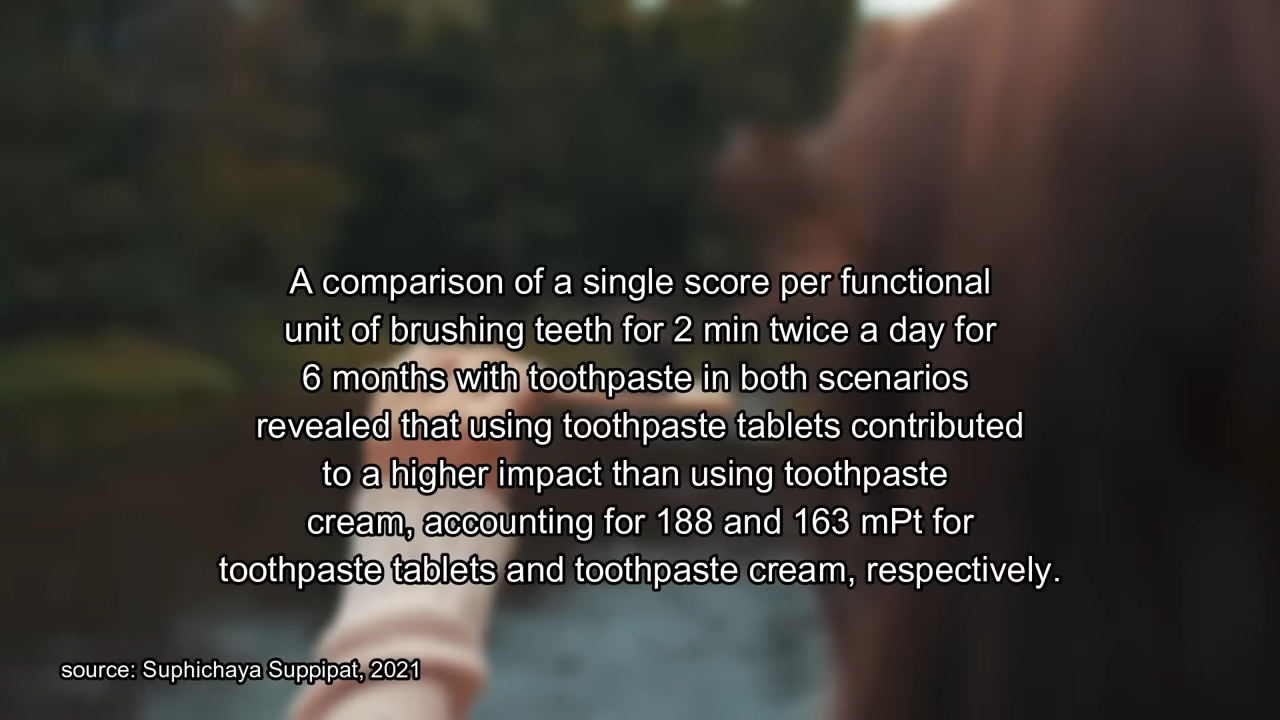 A comparison of a single score per functional
unit of brushing teeth for 2 min twice a day for
6 months with toothpaste in both scenarios
revealed that using toothpaste tablets contributed
to a higher impact than using toothpaste
cream, accounting for 188 and 163 mPt for
toothpaste tablets and toothpaste cream, respectively.
source: Suphichaya Suppipat, 2021